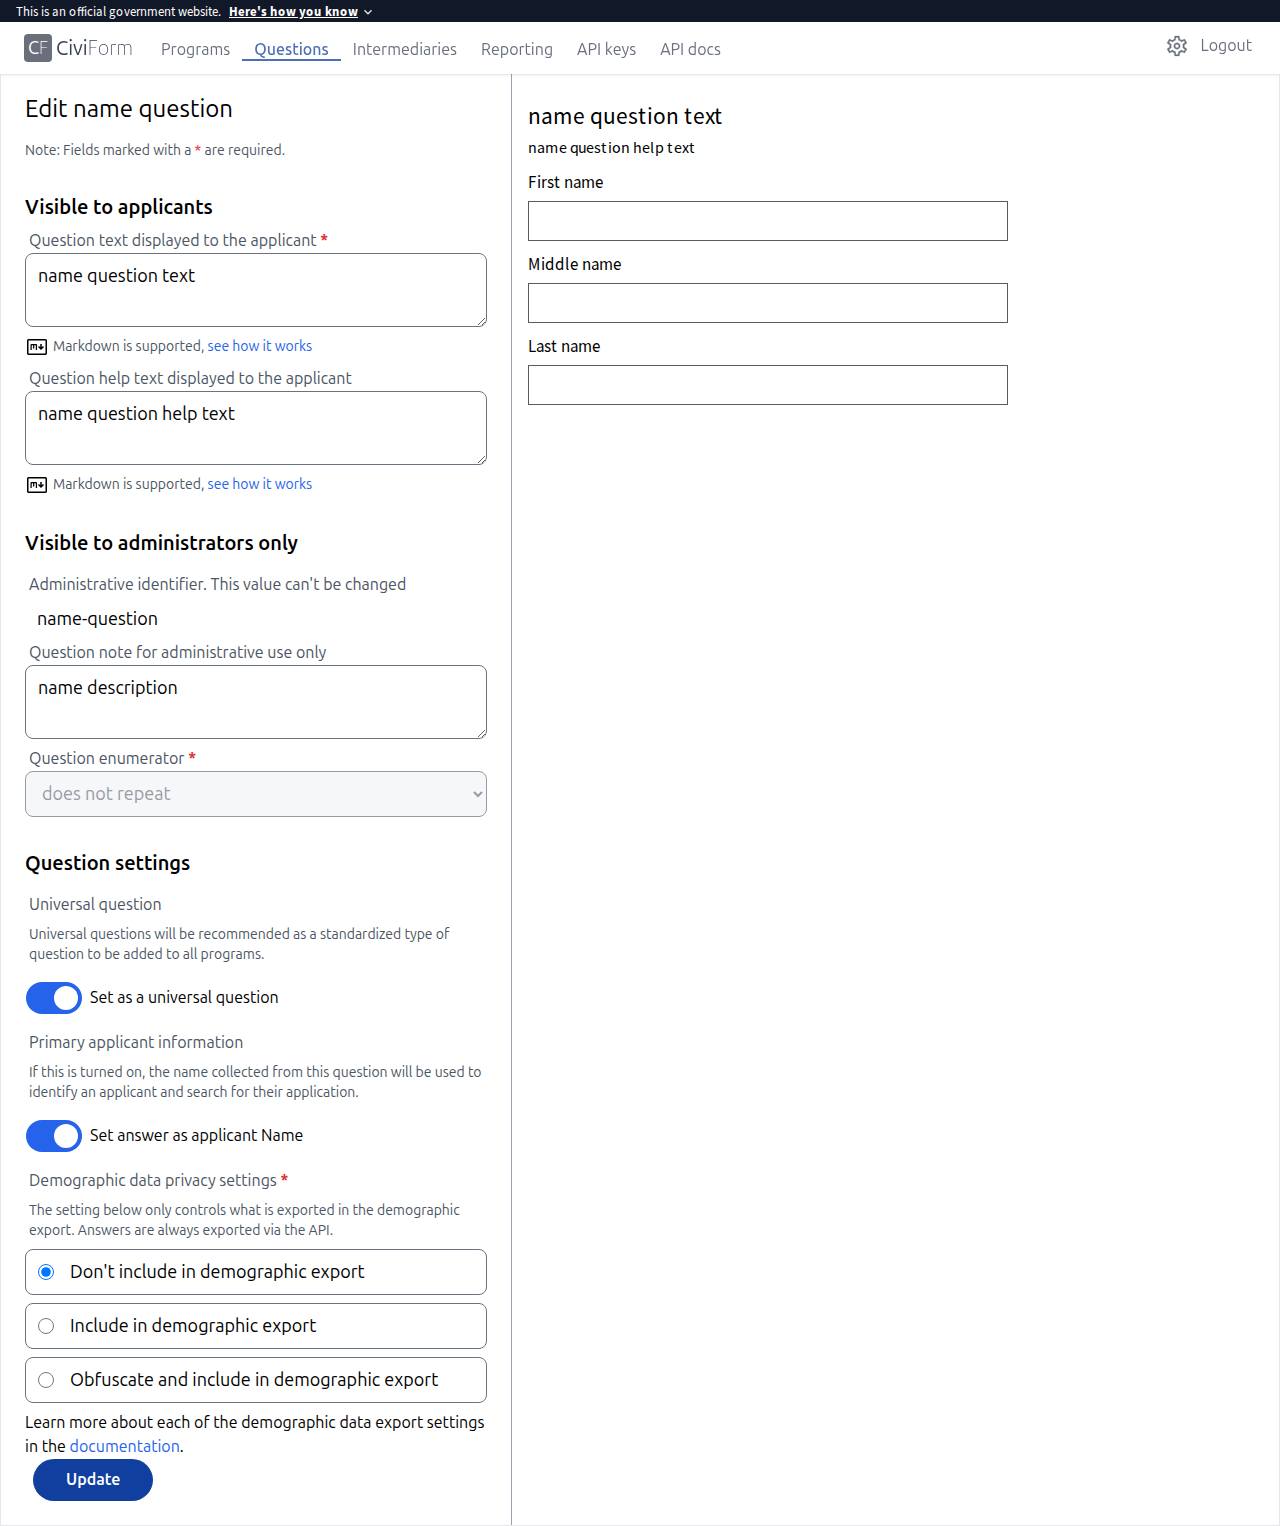 This is an official government website. Here's how you know
CF CiviForm Programs Questions Intermediaries Reporting API keys API docs Logout
Edit name question
Note: Fields marked with a * are required.
Visible to applicants
Question text displayed to the applicant *
name question text
Markdown is supported, see how it works
Question help text displayed to the applicant
name question help text
Markdown is supported, see how it works
Visible to administrators only
Administrative identifier. This value can't be changed
name-question
Question note for administrative use only
name description
Question enumerator *
does not repeat
Question settings
Universal question
Universal questions will be recommended as a standardized type of
question to be added to all programs.
Set as a universal question
Primary applicant information
If this is turned on, the name collected from this question will be used to
identify an applicant and search for their application.
Set answer as applicant Name
Demographic data privacy settings *
The setting below only controls what is exported in the demographic
export. Answers are always exported via the API.
Don't include in demographic export
Include in demographic export
Obfuscate and include in demographic export
Learn more about each of the demographic data export settings
in the documentation.
Update
name question text
name question help text
First name
Middle name
Last name